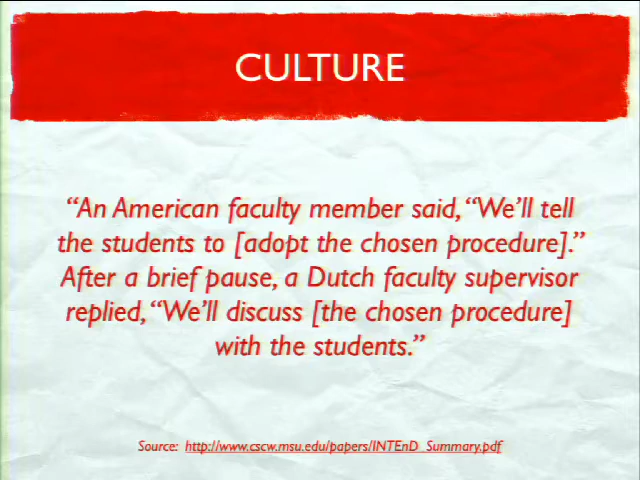 CULTURE
“An American faculty member said, “We’ll tell
the students to [adopt the chosen procedure].”
After a brief pause, a Dutch faculty supervisor
replied, “We’ll discuss [the chosen procedure]
with the students.”
Source: http://www.cscw.msu.edu/papers/INTEnD_Summary.pdf